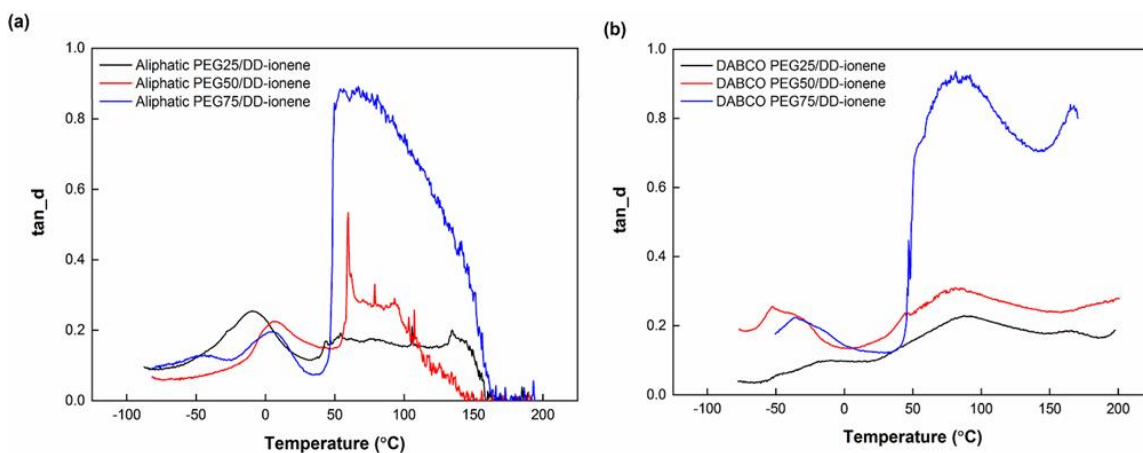 (a)
1.0
0.8
0.6
0.4
0.2
0.0
tan_d
Aliphatic PEG25/DD-ionene
Aliphatic PEG50/DD-ionene
Aliphatic PEG75/DD-ionene
-100 -50 0 50 100 150 200
Temperature (°C)
(b)
1.0
0.8
0.6
0.4
0.2
0.0
tan_d
DABCO PEG25/DD-ionene
DABCO PEG50/DD-ionene
DABCO PEG75/DD-ionene
-100 -50 0 50 100 150 200
Temperature (°C)